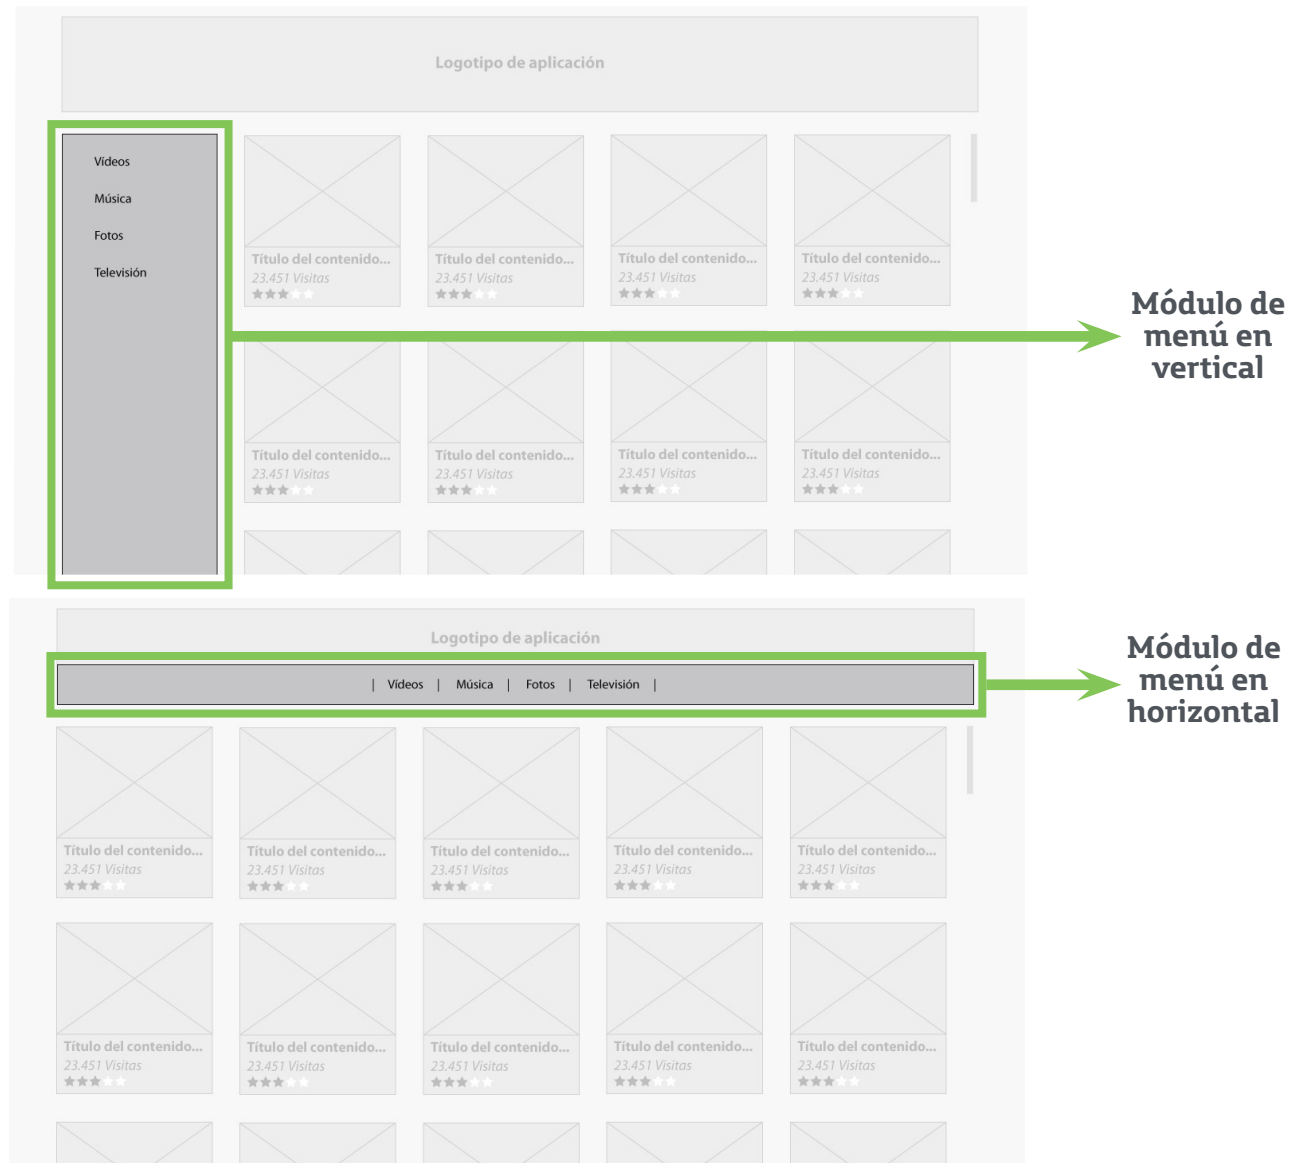 Logotipo de aplicación
Vídeos
Música
Fotos
Televisión
Título del contenido... Título del contenido... Título del contenido... Título del contenido...
23.451 Visitas 23.451 Visitas 23.451 Visitas 23.451 Visitas
Módulo de
menú en
vertical
Título del contenido... Título del contenido... Título del contenido... Título del contenido...
23.451 Visitas 23.451 Visitas 23.451 Visitas 23.451 Visitas
Logotipo de aplicación
| Vídeos | Música | Fotos | Televisión |
Módulo de
menú en
horizontal
Título del contenido... Título del contenido... Título del contenido... Título del contenido... Título del contenido...
23.451 Visitas 23.451 Visitas 23.451 Visitas 23.451 Visitas 23.451 Visitas
Título del contenido... Título del contenido... Título del contenido... Título del contenido... Título del contenido...
23.451 Visitas 23.451 Visitas 23.451 Visitas 23.451 Visitas 23.451 Visitas